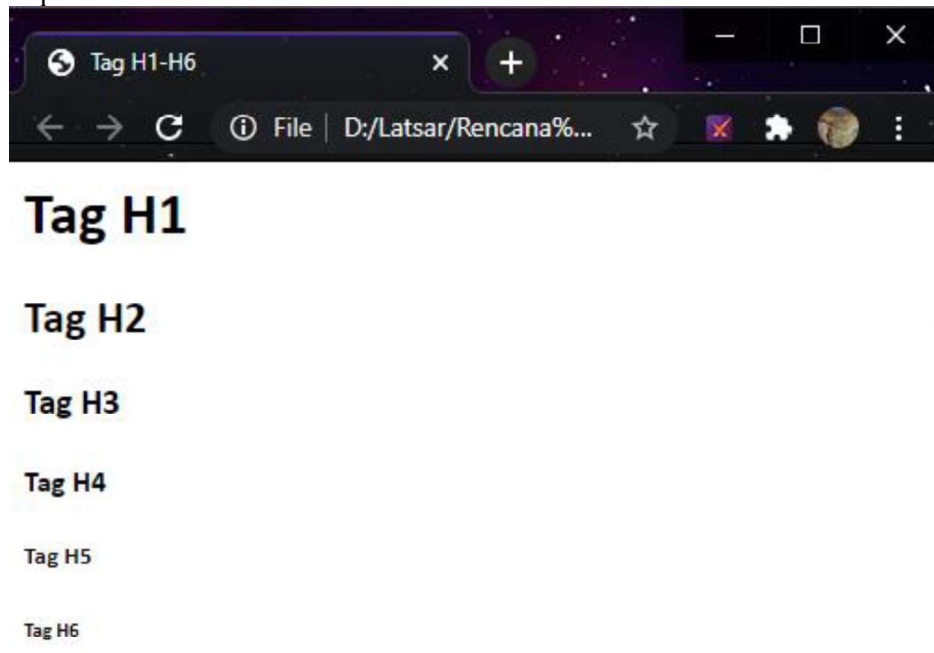 Tag H1-H6
File | D:/Latsar/Rencana%...
Tag H1
Tag H2
Tag H3
Tag H4
Tag H5
Tag H6